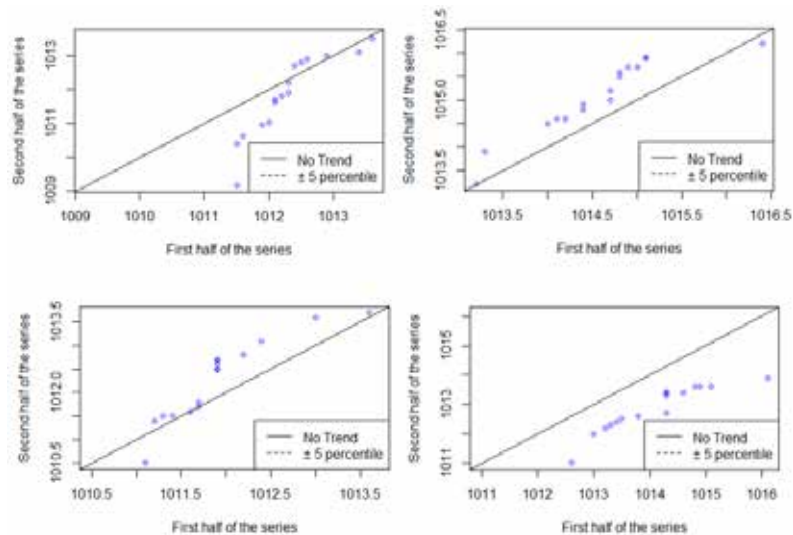 Second half of the series
1013
1011
1009
No Trend
± 5 percentile
1009 1010 1011 1012 1013
First half of the series
Second half of the series
1016.5
1015.0
1013.5
No Trend
± 5 percentile
1013.5 1014.5 1015.5 1016.5
First half of the series
Second half of the series
1013.5
1012.0
1010.5
No Trend
± 5 percentile
1010.5 1011.5 1012.5 1013.5
First half of the series
Second half of the series
1015
1013
1011
No Trend
± 5 percentile
1011 1012 1013 1014 1015 1016
First half of the series